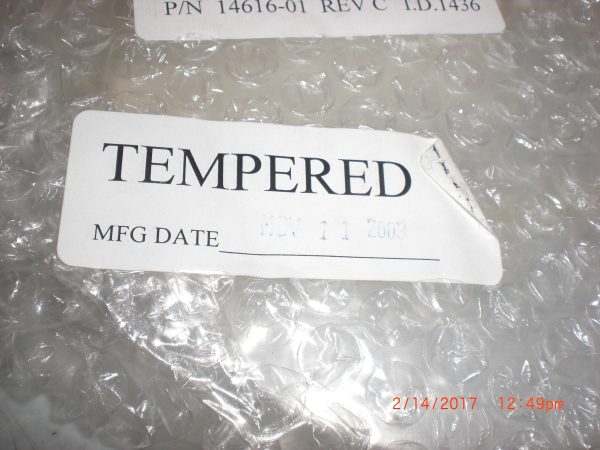 P/N 14616-01 REV C I.D.1436
TEMPERED
MFG DATE NOV 11 2003
2/14/2017 12:49pm